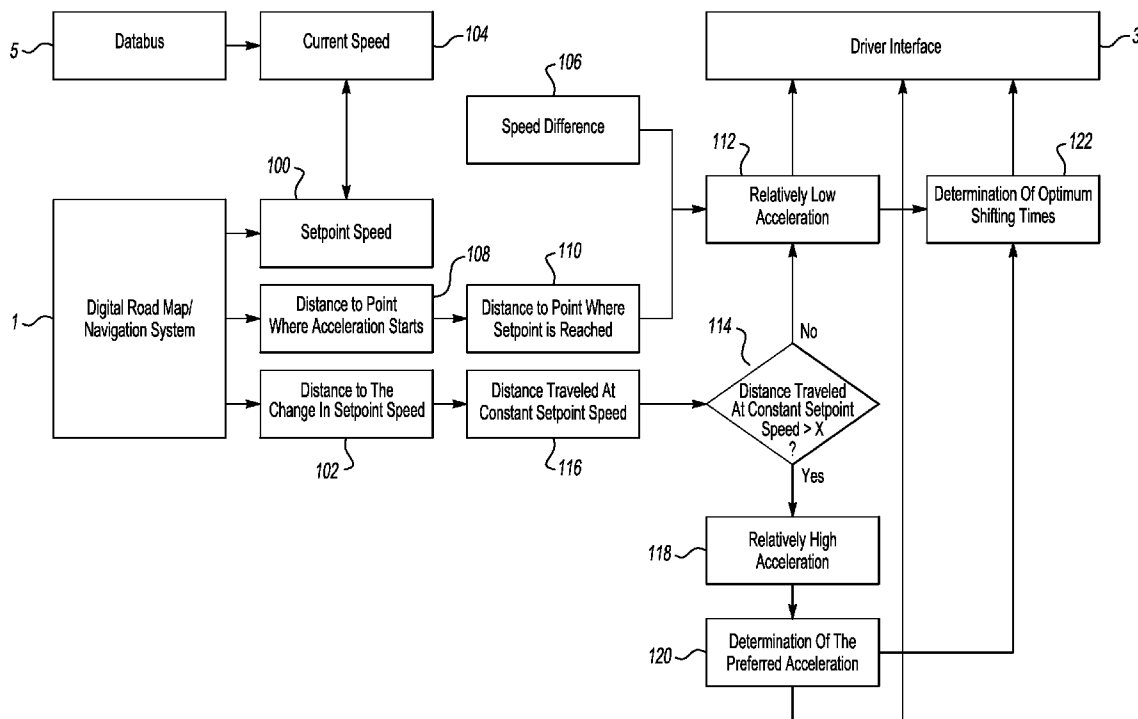 5
Databus
Current Speed
104
Driver Interface
3
106
Speed Difference
112
122
100
Relatively Low
Acceleration
Determination Of Optimum
Shifting Times
Setpoint Speed
108
110
1
Digital Road Map/
Navigation System
Distance to Point
Where Acceleration Starts
Distance to Point Where
Setpoint is Reached
No
114
Distance to The
Change In Setpoint Speed
Distance Traveled At
Constant Setpoint Speed
Distance Traveled
At Constant Setpoint
Speed > X
?
102
116
Yes
118
Relatively High
Acceleration
120
Determination Of The
Preferred Acceleration